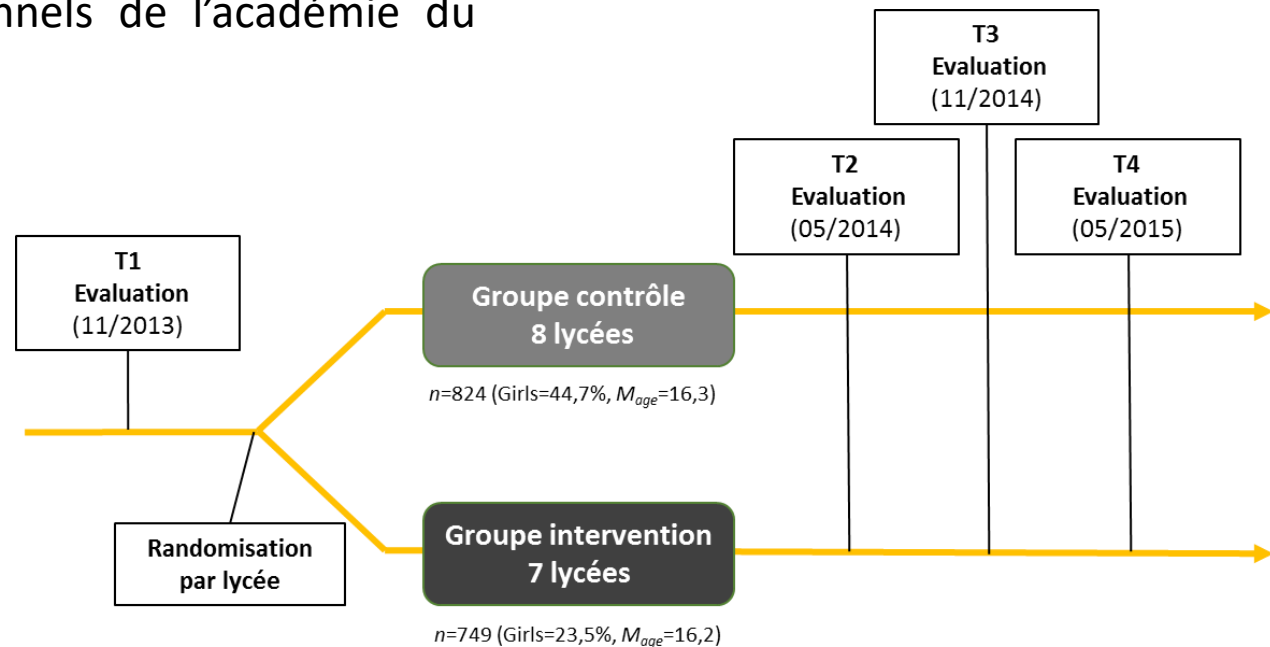 nnels de l’académie du
T3
Evaluation
(11/2014)
T2
Evaluation
(05/2014)
T4
Evaluation
(05/2015)
T1
Evaluation
(11/2013)
Groupe contrôle
8 lycées
n=824 (Girls=44,7%, Mage=16,3)
Randomisation
par lycée
Groupe intervention
7 lycées
n=749 (Girls=23,5%, Mage=16,2)